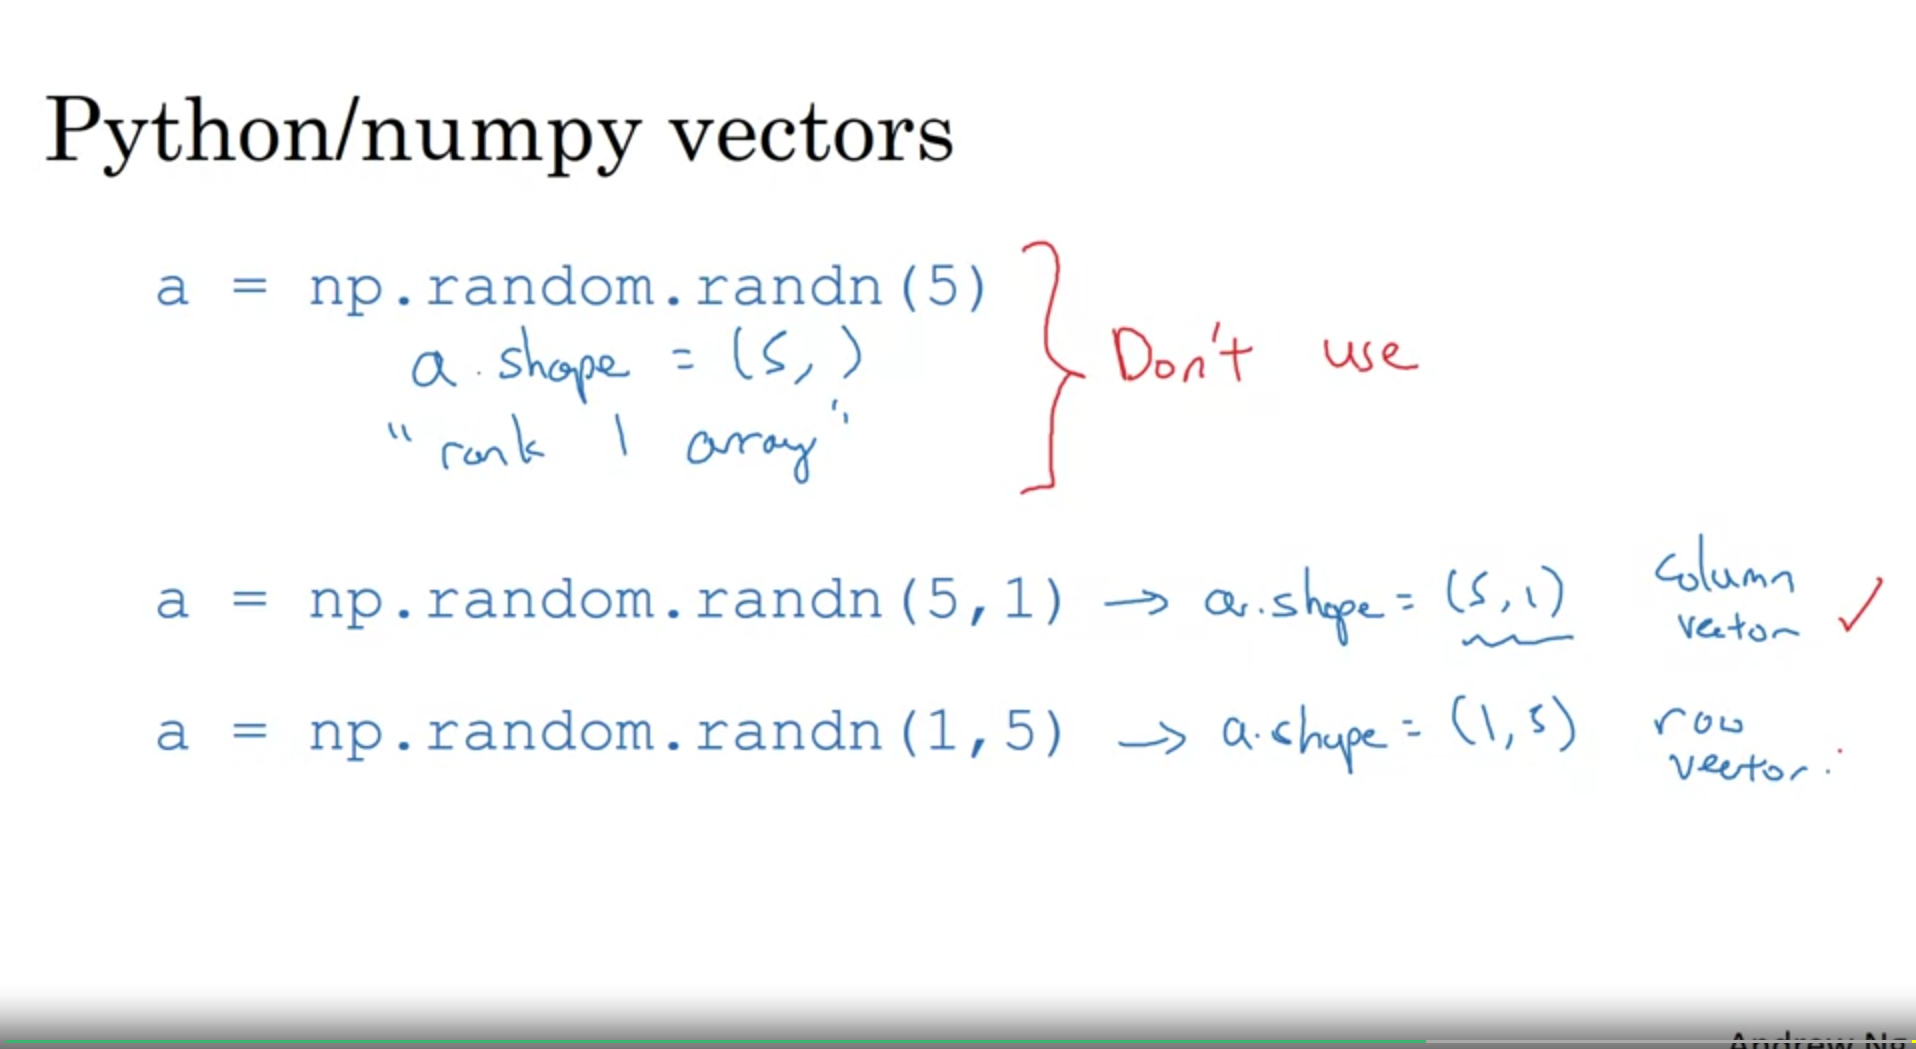 Python/numpy vectors
a = np.random.randn(5)
a.shape = (5,)
"rank 1 array"
Don't use
a = np.random.randn(5,1) → a.shape = (5,1) column vector ✓
a = np.random.randn(1,5) → a.shape = (1,5) row vector.
Andrew Ng